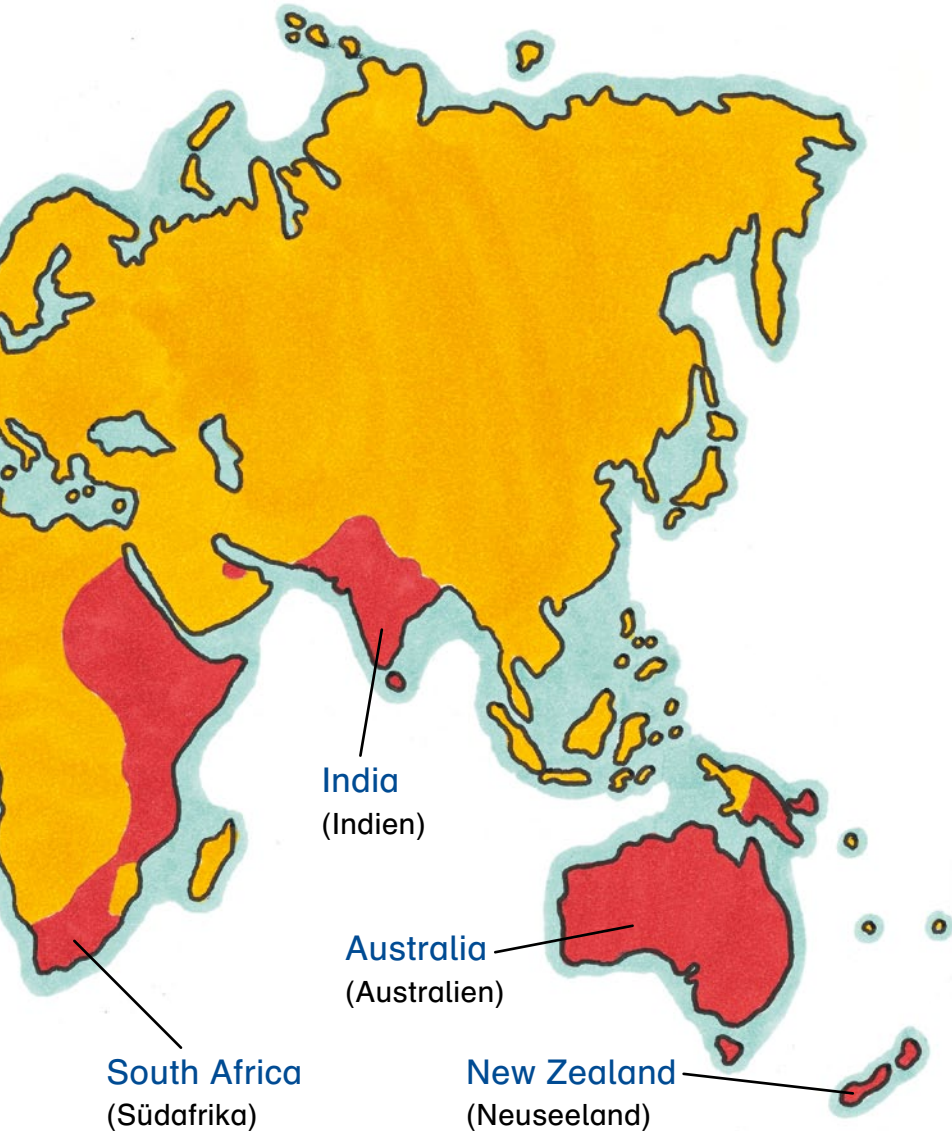 India
(Indien)
Australia
(Australien)
South Africa
(Südafrika)
New Zealand
(Neuseeland)